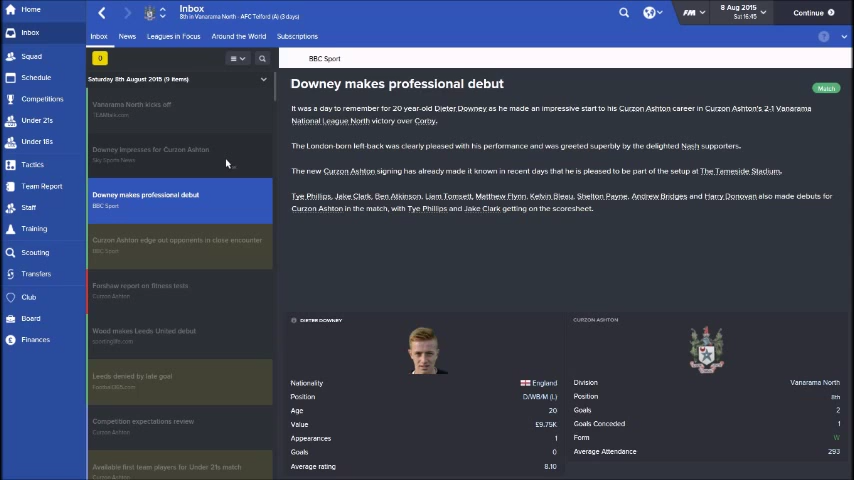 Home
Inbox
8th in Vanarama North - AFC Telford (A) (3 days)
FM
8 Aug 2015
Sat 16:45
Continue
Inbox
Inbox News Leagues in Focus Around the World Subscriptions
?
Squad
Schedule
Competitions
Under 21s
Under 18s
Tactics
Team Report
Staff
Training
Scouting
Transfers
Club
Board
Finances
0
Saturday 8th August 2015 (9 items)
Vanarama North kicks off
TEAMtalk.com
Downey impresses for Curzon Ashton
Sky Sports News
Downey makes professional debut
BBC Sport
Curzon Ashton edge out opponents in close encounter
BBC Sport
Forshaw report on fitness tests
Curzon Ashton
Wood makes Leeds United debut
sportinglife.com
Leeds denied by late goal
Football365.com
Competition expectations review
Curzon Ashton
Available first team players for Under 21s match
Curzon Ashton
BBC Sport
Downey makes professional debut
Match
It was a day to remember for 20 year-old Dieter Downey as he made an impressive start to his Curzon Ashton career in Curzon Ashton's 2-1 Vanarama
National League North victory over Corby.
The London-born left-back was clearly pleased with his performance and was greeted superbly by the delighted Nash supporters.
The new Curzon Ashton signing has already made it known in recent days that he is pleased to be part of the setup at The Tameside Stadium.
Tye Phillips, Jake Clark, Ben Atkinson, Liam Tomsett, Matthew Flynn, Kelvin Bleau, Shelton Payne, Andrew Bridges and Harry Donovan also made debuts for
Curzon Ashton in the match, with Tye Phillips and Jake Clark getting on the scoresheet.
DIETER DOWNEY
Nationality England
Position D/WB/M (L)
Age 20
Value £9.75K
Appearances 1
Goals 0
Average rating 8.10
CURZON ASHTON
Division Vanarama North
Position 8th
Goals 2
Goals Conceded 1
Form W
Average Attendance 293